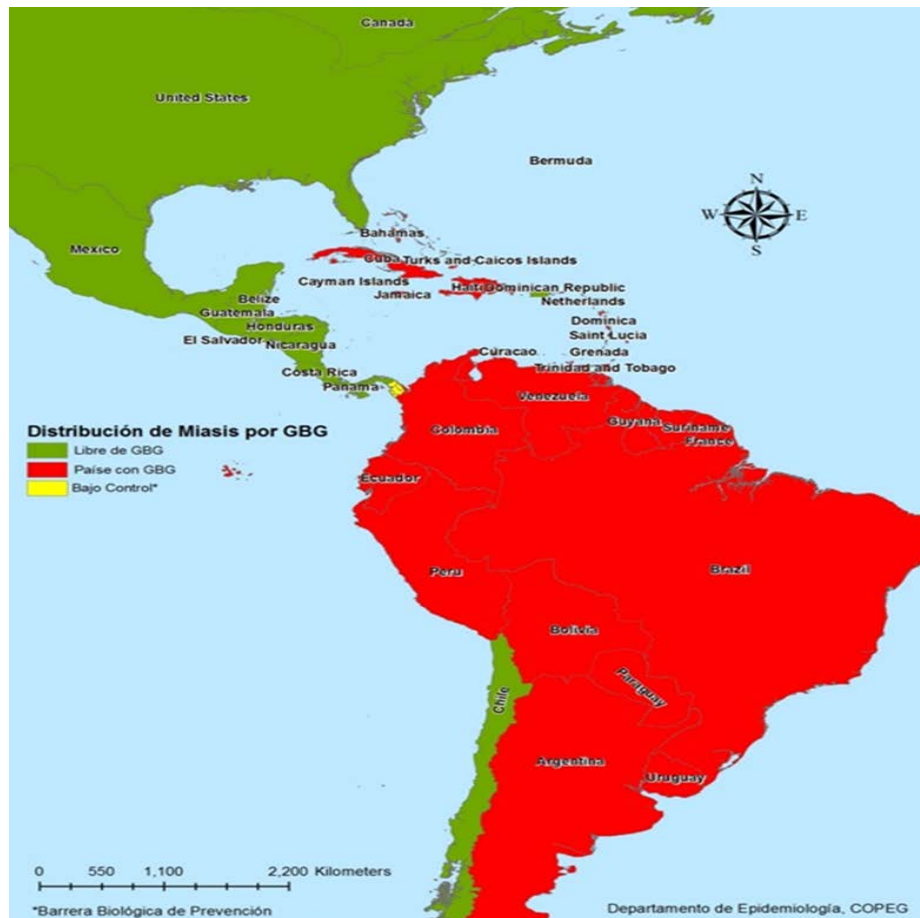 Canada
United States
Bermuda
N
W E
S
Mexico
Bahamas
Cuba Turks and Caicos Islands
Cayman Islands
Haiti Dominican Republic
Jamaica
Belize
Netherlands
Guatemala
Dominica
Honduras
Saint Lucia
El Salvador
Nicaragua
Curacao
Grenada
Costa Rica
Trinidad and Tobago
Panama
Venezuela
Guyana
Colombia
Suriname
France
Distribución de Miasis por GBG
Libre de GBG
Paíse con GBG
Bajo Control*
Ecuador
Peru
Brazil
Bolivia
Paraguay
Chile
Argentina
Uruguay
0 550 1,100 2,200 Kilometers
*Barrera Biológica de Prevención
Departamento de Epidemiología, COPEG